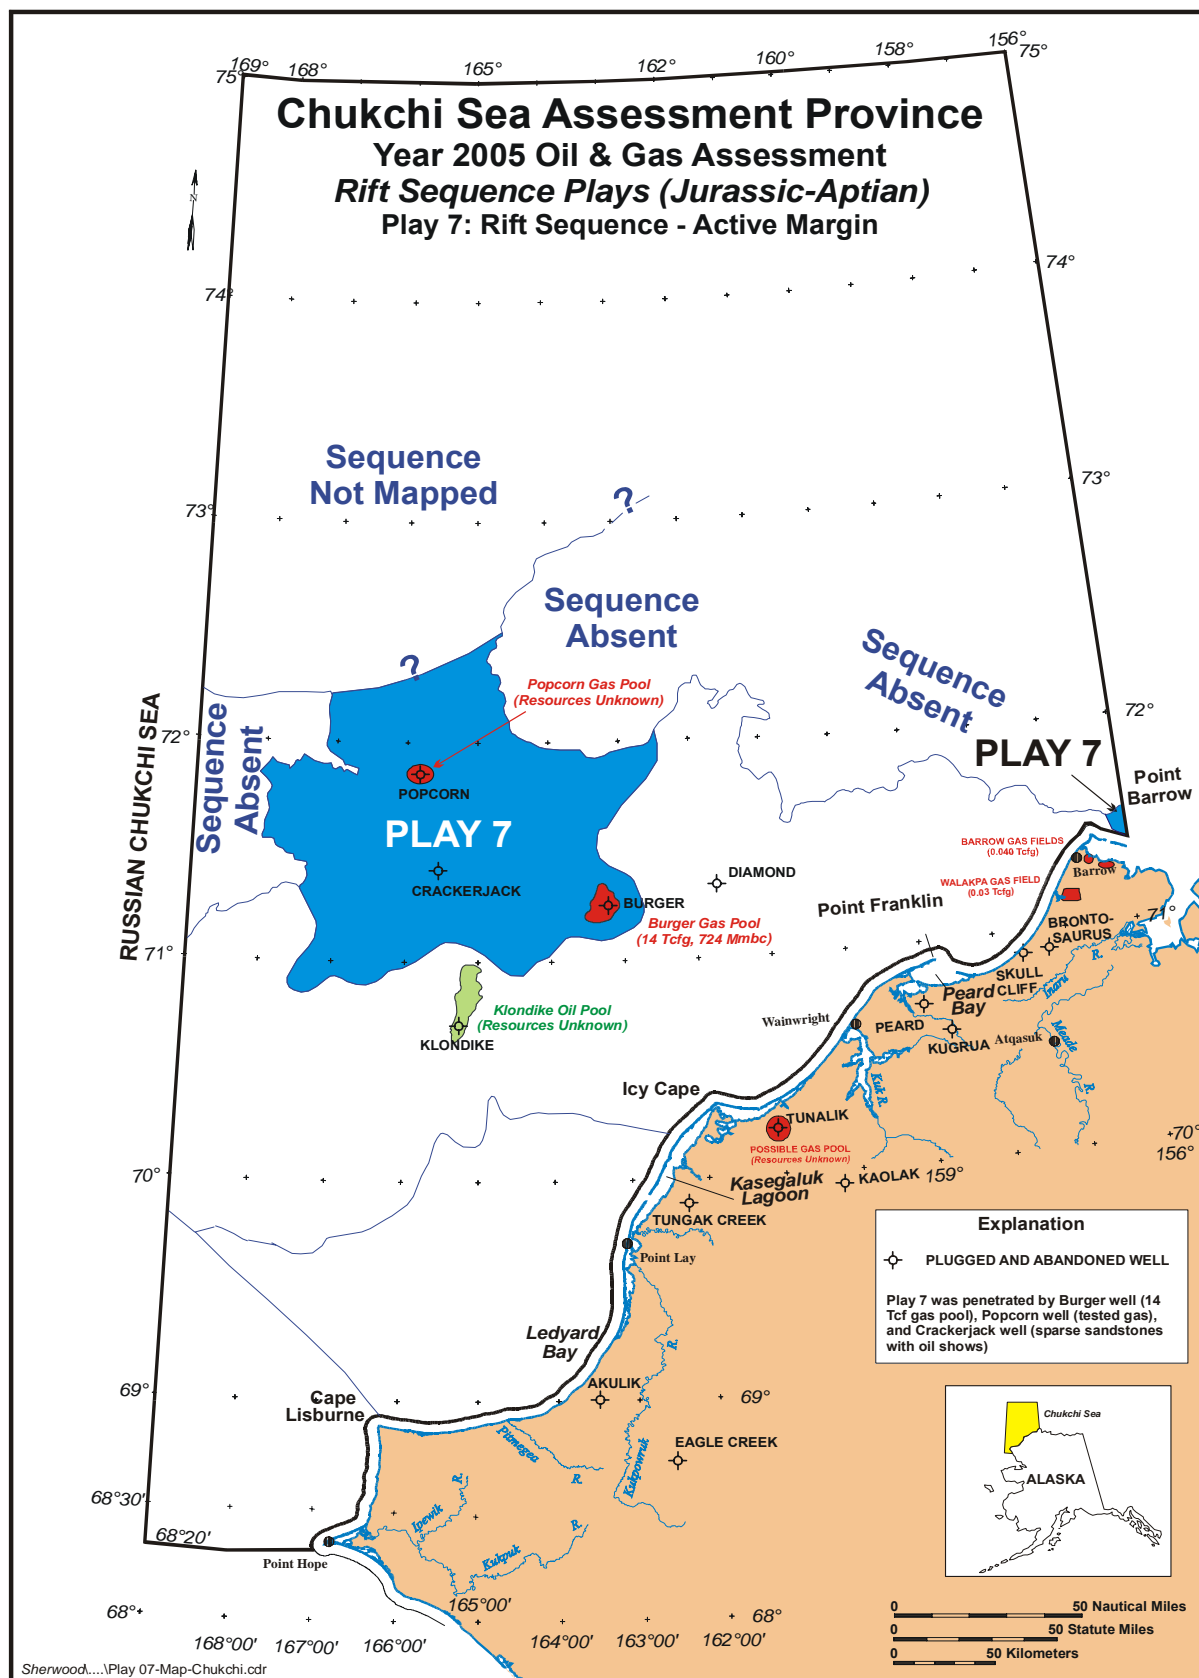 169°
168°
165°
162°
160°
158°
156°
75°
75°
Chukchi Sea Assessment Province
Year 2005 Oil & Gas Assessment
Rift Sequence Plays (Jurassic-Aptian)
Play 7: Rift Sequence - Active Margin
N
74°
74°
Sequence
Not Mapped
?
73°
73°
Sequence
Absent
Sequence
Absent
?
Popcorn Gas Pool
(Resources Unknown)
72°
72°
RUSSIAN CHUKCHI SEA
Sequence
Absent
PLAY 7
Point
Barrow
POPCORN
PLAY 7
BARROW GAS FIELDS
(0.040 Tcfg)
Barrow
CRACKERJACK
DIAMOND
WALAKPA GAS FIELD
(0.03 Tcfg)
BURGER
Burger Gas Pool
(14 Tcfg, 724 Mmbc)
Point Franklin
71°
71°
BRONTO-
SAURUS
SKULL
CLIFF
Inaru
R.
Klondike Oil Pool
(Resources Unknown)
KLONDIKE
Peard
Bay
Wainwright
PEARD
KUGRUA
Atqasuk
Meade
R.
Kuk R.
Icy Cape
TUNALIK
POSSIBLE GAS POOL
(Resources Unknown)
70°
70°
156°
159°
KAOLAK
Kasegaluk
Lagoon
TUNGAK CREEK
Point Lay
Explanation
PLUGGED AND ABANDONED WELL
Play 7 was penetrated by Burger well (14
Tcf gas pool), Popcorn well (tested gas),
and Crackerjack well (sparse sandstones
with oil shows)
Ledyard
Bay
R.
Kukpowruk
69°
69°
Cape
Lisburne
AKULIK
EAGLE CREEK
Pitmegea
R.
Chukchi Sea
ALASKA
68°30'
68°20'
Ipewik
R.
Kukpuk
R.
Point Hope
68°
68°
168°00'
167°00'
166°00'
165°00'
164°00'
163°00'
162°00'
0
50 Nautical Miles
0
50 Statute Miles
0
50 Kilometers
Sherwood\....\Play 07-Map-Chukchi.cdr